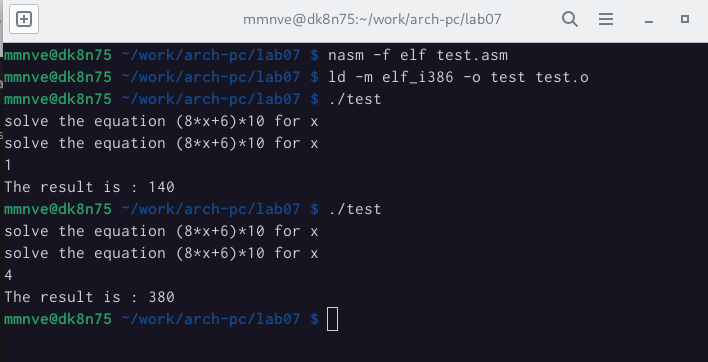 mmnve@dk8n75:~/work/arch-pc/lab07
mmnve@dk8n75 ~/work/arch-pc/lab07 $ nasm -f elf test.asm
mmnve@dk8n75 ~/work/arch-pc/lab07 $ ld -m elf_i386 -o test test.o
mmnve@dk8n75 ~/work/arch-pc/lab07 $ ./test
solve the equation (8*x+6)*10 for x
solve the equation (8*x+6)*10 for x
1
The result is : 140
mmnve@dk8n75 ~/work/arch-pc/lab07 $ ./test
solve the equation (8*x+6)*10 for x
solve the equation (8*x+6)*10 for x
4
The result is : 380
mmnve@dk8n75 ~/work/arch-pc/lab07 $